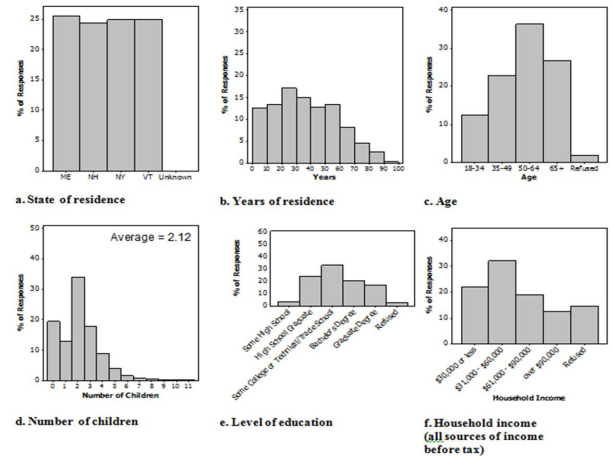 % of Responses
25
20
15
10
5
0
ME NH NY VT Unknown
a. State of residence
% of Responses
35
30
25
20
15
10
5
0
0 10 20 30 40 50 60 70 80 90 100
Years
b. Years of residence
% of Responses
40
30
20
10
0
18-34 35-49 50-64 65+ Refused
Age
c. Age
Average = 2.12
% of Responses
50
40
30
20
10
0
0 1 2 3 4 5 6 7 8 9 10 11
Number of Children
d. Number of children
% of Responses
60
50
40
30
20
10
0
Some High School
High School Graduate
Some College or Technical/Trade School
Bachelor's Degree
Graduate Degree
Refused
e. Level of education
% of Responses
40
30
20
10
0
$30,000 or less
$31,000 - $60,000
$61,000 - $90,000
over $90,000
Refused
Household Income
f. Household income
(all sources of income
before tax)